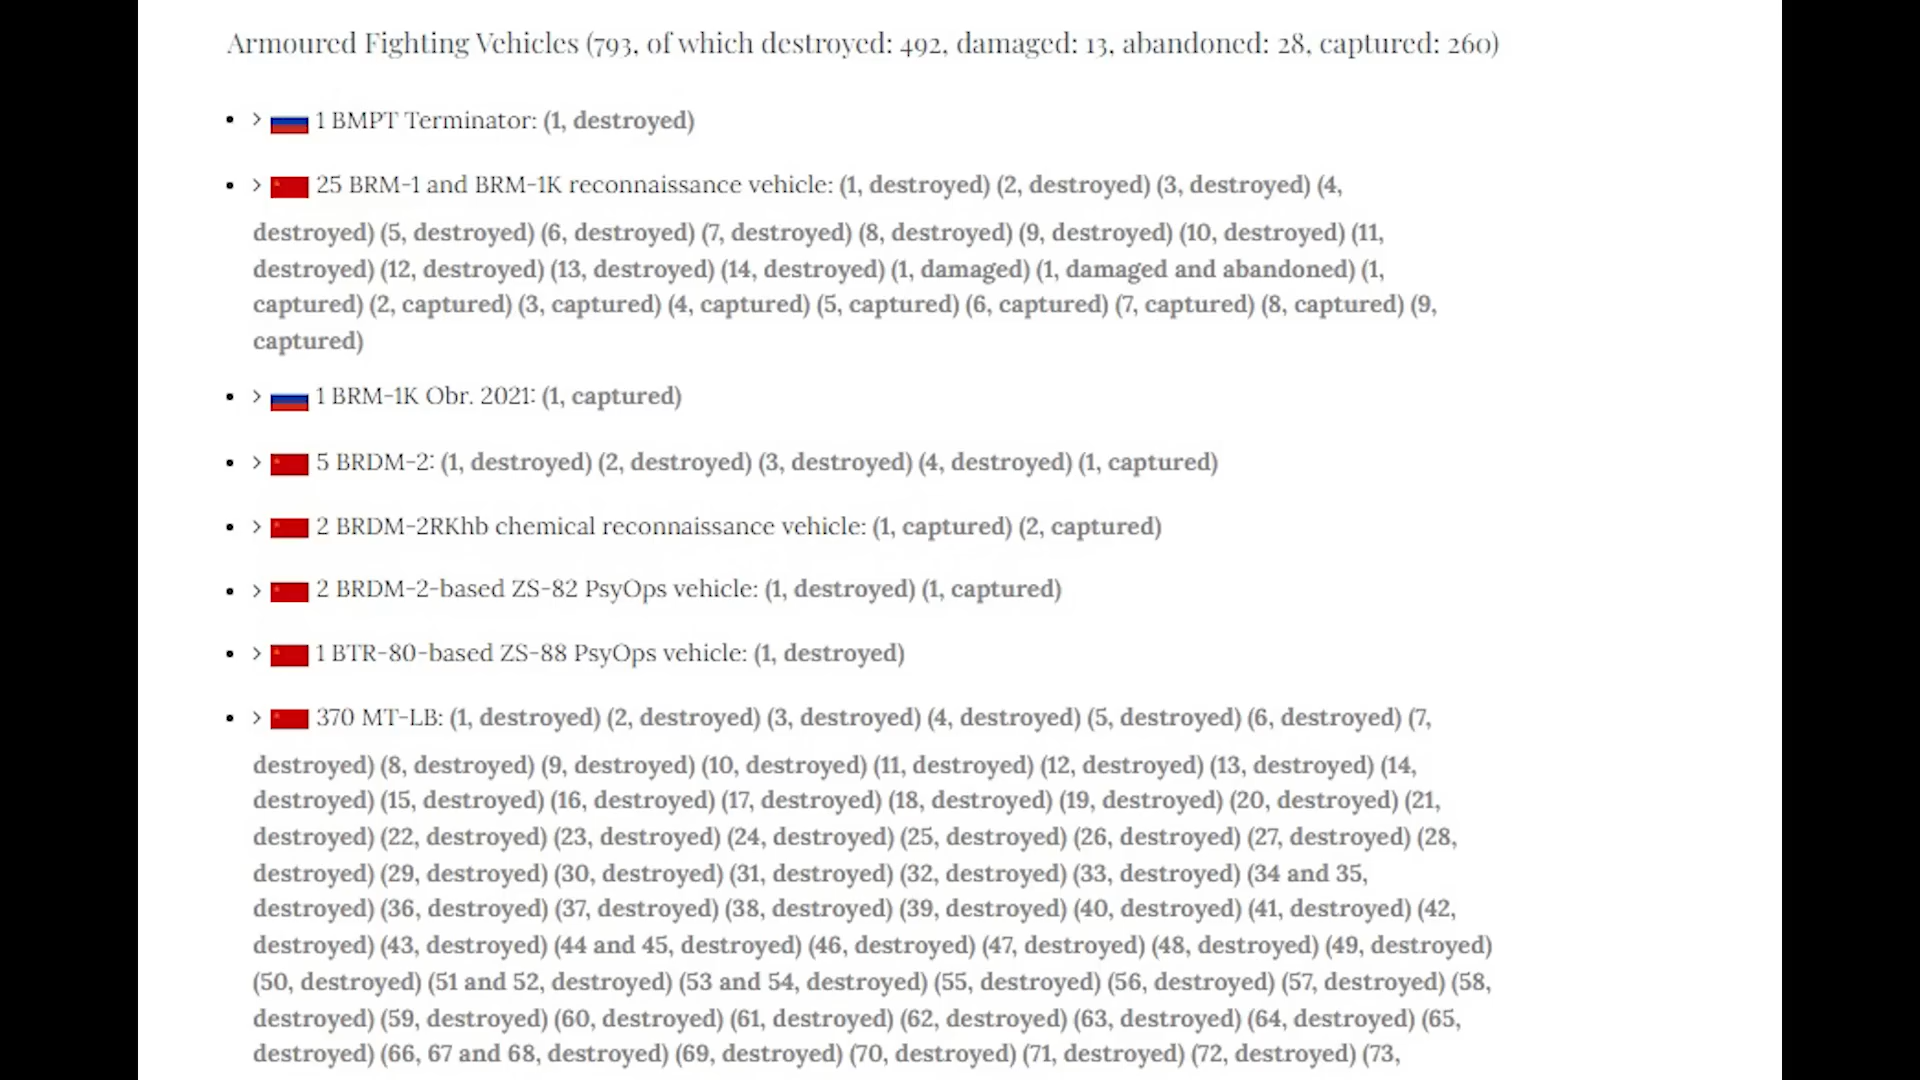 Armoured Fighting Vehicles (793, of which destroyed: 492, damaged: 13, abandoned: 28, captured: 260)
• > 1 BMPT Terminator: (1, destroyed)
• > 25 BRM-1 and BRM-1K reconnaissance vehicle: (1, destroyed) (2, destroyed) (3, destroyed) (4,
destroyed) (5, destroyed) (6, destroyed) (7, destroyed) (8, destroyed) (9, destroyed) (10, destroyed) (11,
destroyed) (12, destroyed) (13, destroyed) (14, destroyed) (1, damaged) (1, damaged and abandoned) (1,
captured) (2, captured) (3, captured) (4, captured) (5, captured) (6, captured) (7, captured) (8, captured) (9,
captured)
• > 1 BRM-1K Obr. 2021: (1, captured)
• > 5 BRDM-2: (1, destroyed) (2, destroyed) (3, destroyed) (4, destroyed) (1, captured)
• > 2 BRDM-2RKhb chemical reconnaissance vehicle: (1, captured) (2, captured)
• > 2 BRDM-2-based ZS-82 PsyOps vehicle: (1, destroyed) (1, captured)
• > 1 BTR-80-based ZS-88 PsyOps vehicle: (1, destroyed)
• > 370 MT-LB: (1, destroyed) (2, destroyed) (3, destroyed) (4, destroyed) (5, destroyed) (6, destroyed) (7,
destroyed) (8, destroyed) (9, destroyed) (10, destroyed) (11, destroyed) (12, destroyed) (13, destroyed) (14,
destroyed) (15, destroyed) (16, destroyed) (17, destroyed) (18, destroyed) (19, destroyed) (20, destroyed) (21,
destroyed) (22, destroyed) (23, destroyed) (24, destroyed) (25, destroyed) (26, destroyed) (27, destroyed) (28,
destroyed) (29, destroyed) (30, destroyed) (31, destroyed) (32, destroyed) (33, destroyed) (34 and 35,
destroyed) (36, destroyed) (37, destroyed) (38, destroyed) (39, destroyed) (40, destroyed) (41, destroyed) (42,
destroyed) (43, destroyed) (44 and 45, destroyed) (46, destroyed) (47, destroyed) (48, destroyed) (49, destroyed)
(50, destroyed) (51 and 52, destroyed) (53 and 54, destroyed) (55, destroyed) (56, destroyed) (57, destroyed) (58,
destroyed) (59, destroyed) (60, destroyed) (61, destroyed) (62, destroyed) (63, destroyed) (64, destroyed) (65,
destroyed) (66, 67 and 68, destroyed) (69, destroyed) (70, destroyed) (71, destroyed) (72, destroyed) (73,